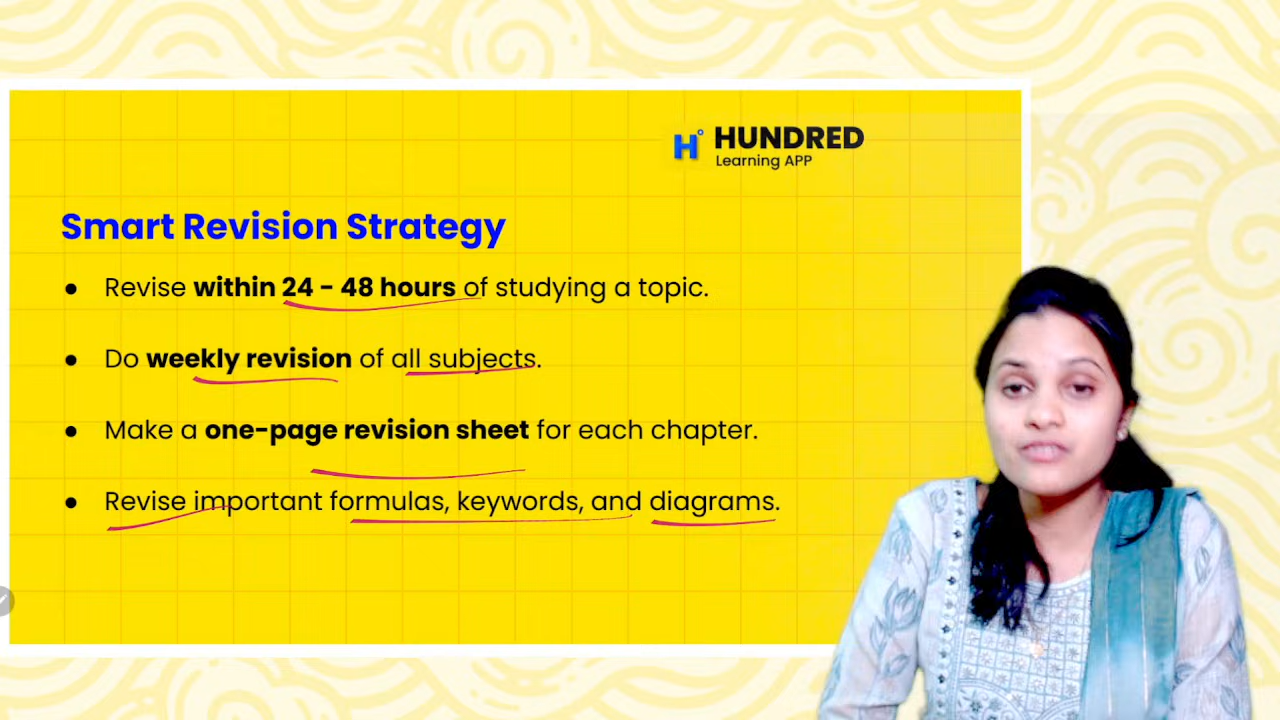 HUNDRED
Learning APP
Smart Revision Strategy
● Revise within 24 - 48 hours of studying a topic.
● Do weekly revision of all subjects.
● Make a one-page revision sheet for each chapter.
● Revise important formulas, keywords, and diagrams.